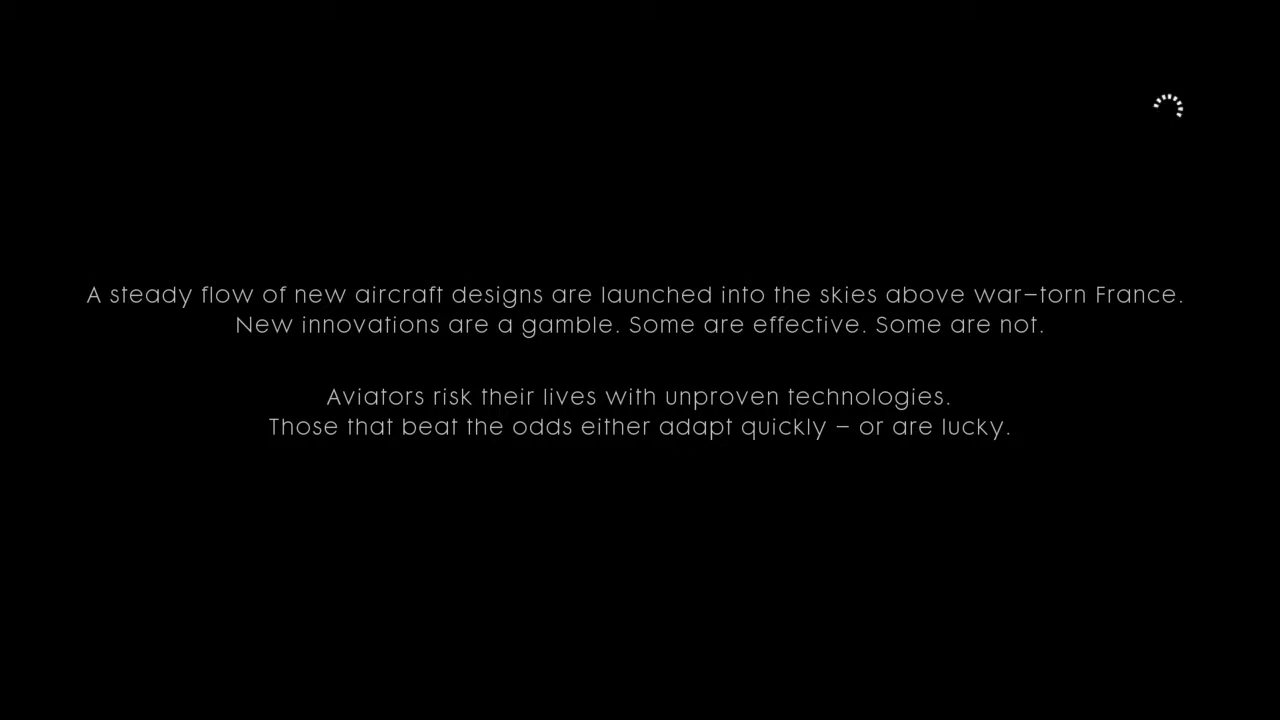 A steady flow of new aircraft designs are launched into the skies above war–torn France.
New innovations are a gamble. Some are effective. Some are not.
Aviators risk their lives with unproven technologies.
Those that beat the odds either adapt quickly – or are lucky.